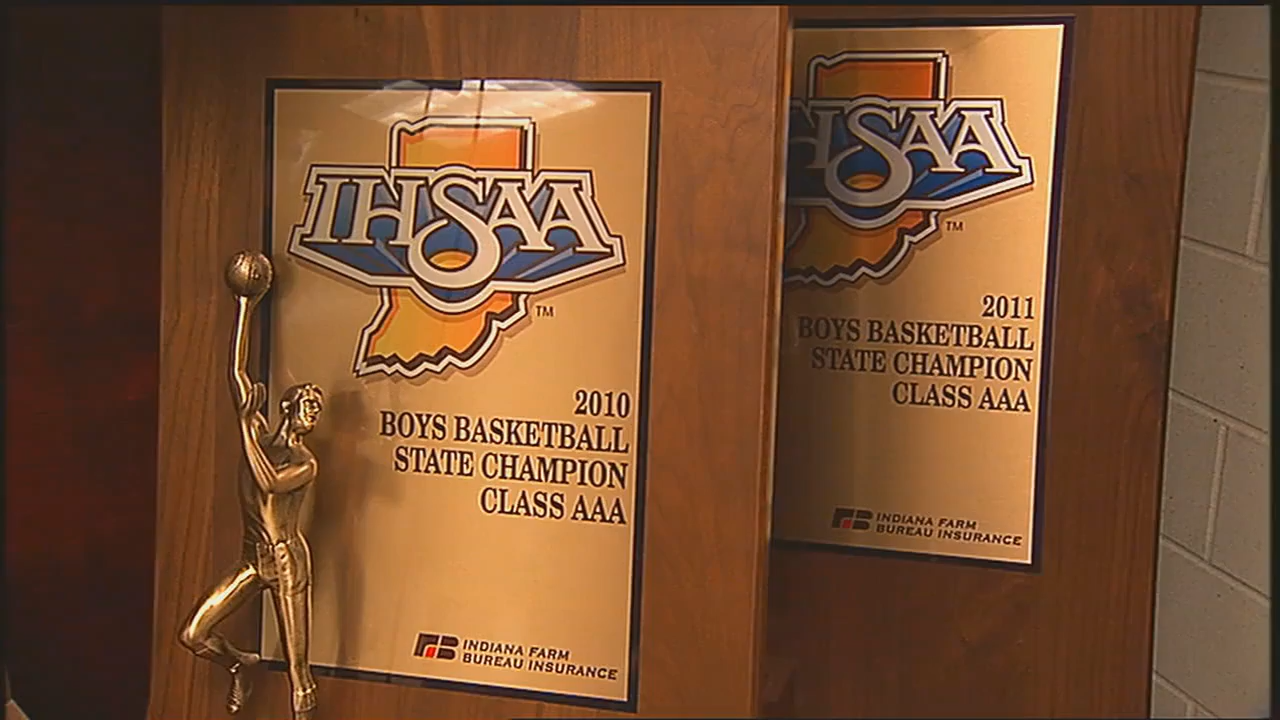 IHSAA
TM
2010
BOYS BASKETBALL
STATE CHAMPION
CLASS AAA
FB INDIANA FARM
BUREAU INSURANCE
HSAA
TM
2011
BOYS BASKETBALL
STATE CHAMPION
CLASS AAA
FB INDIANA FARM
BUREAU INSURANCE